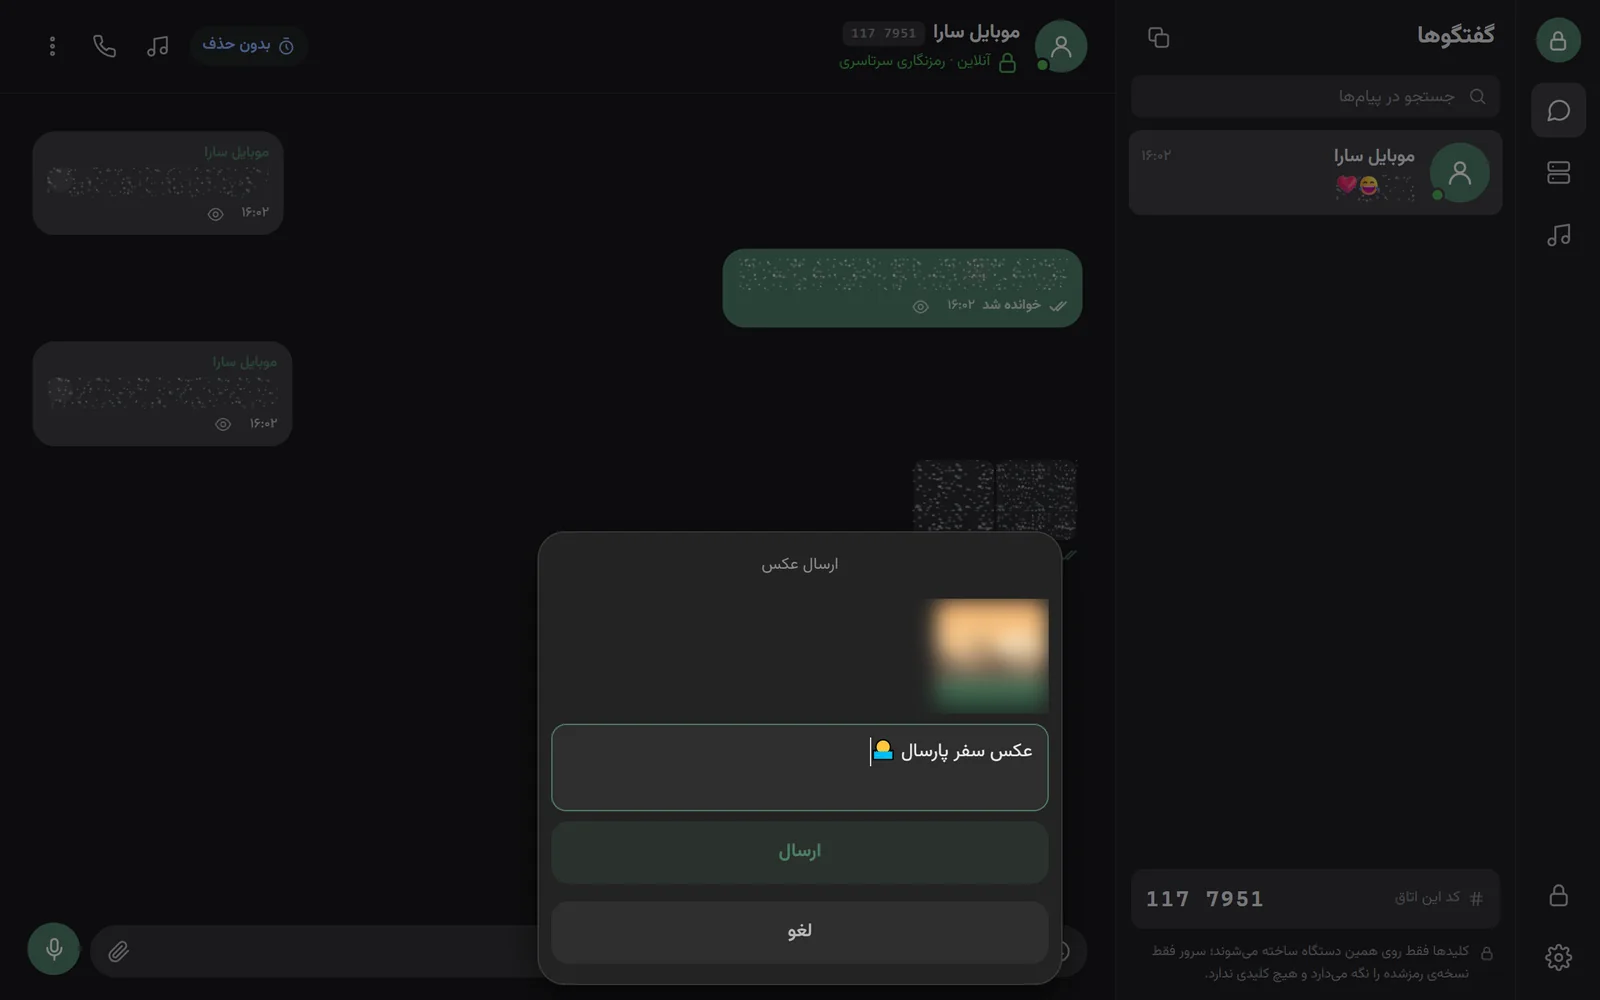 گفتگوها
جستجو در پیام‌ها
موبایل سارا
۱۶:۰۲
😄❤️
# کد این اتاق
117 7951
کلیدها فقط روی همین دستگاه ساخته می‌شوند؛ سرور فقط
نسخه‌ی رمزشده را نگه می‌دارد و هیچ کلیدی ندارد.
موبایل سارا 117 7951
آنلاین · رمزنگاری سرتاسری
بدون حذف
موبایل سارا
۱۶:۰۲
خوانده شد ۱۶:۰۲
موبایل سارا
۱۶:۰۲
ارسال عکس
عکس سفر پارسال
ارسال
لغو